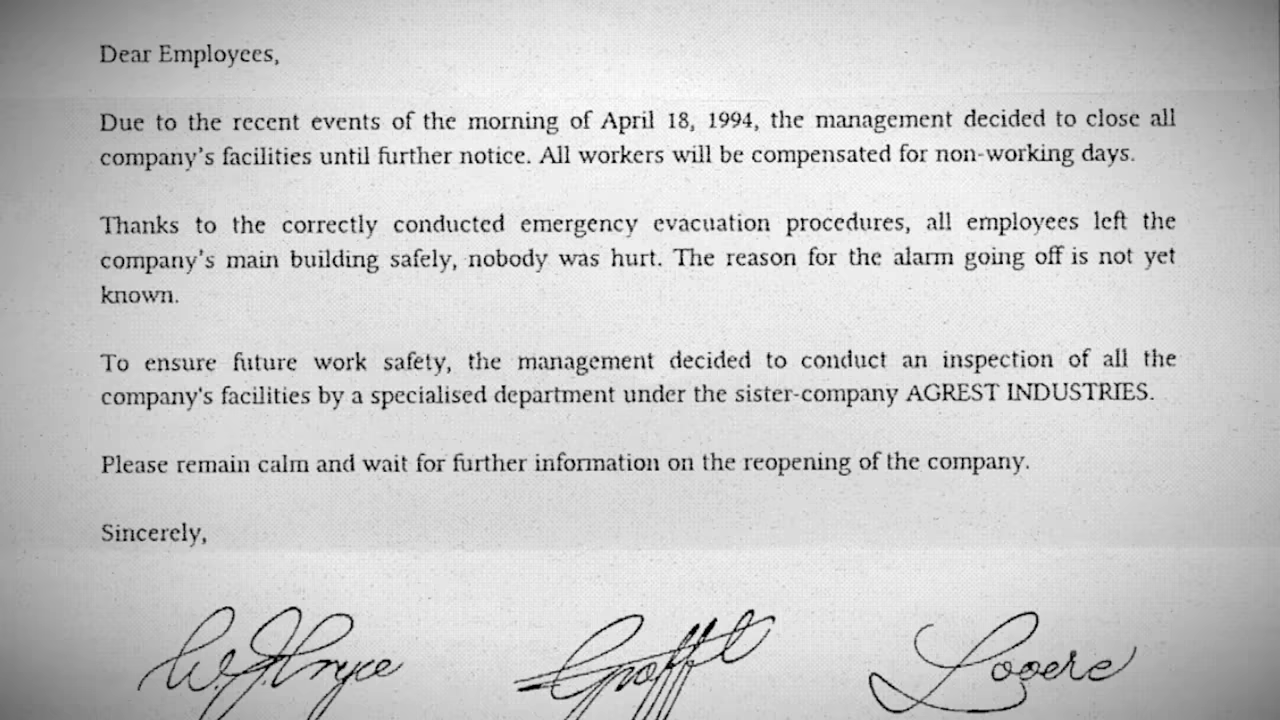 Dear Employees,
Due to the recent events of the morning of April 18, 1994, the management decided to close all
company's facilities until further notice. All workers will be compensated for non-working days.
Thanks to the correctly conducted emergency evacuation procedures, all employees left the
company's main building safely, nobody was hurt. The reason for the alarm going off is not yet
known.
To ensure future work safety, the management decided to conduct an inspection of all the
company's facilities by a specialised department under the sister-company AGREST INDUSTRIES.
Please remain calm and wait for further information on the reopening of the company.
Sincerely,